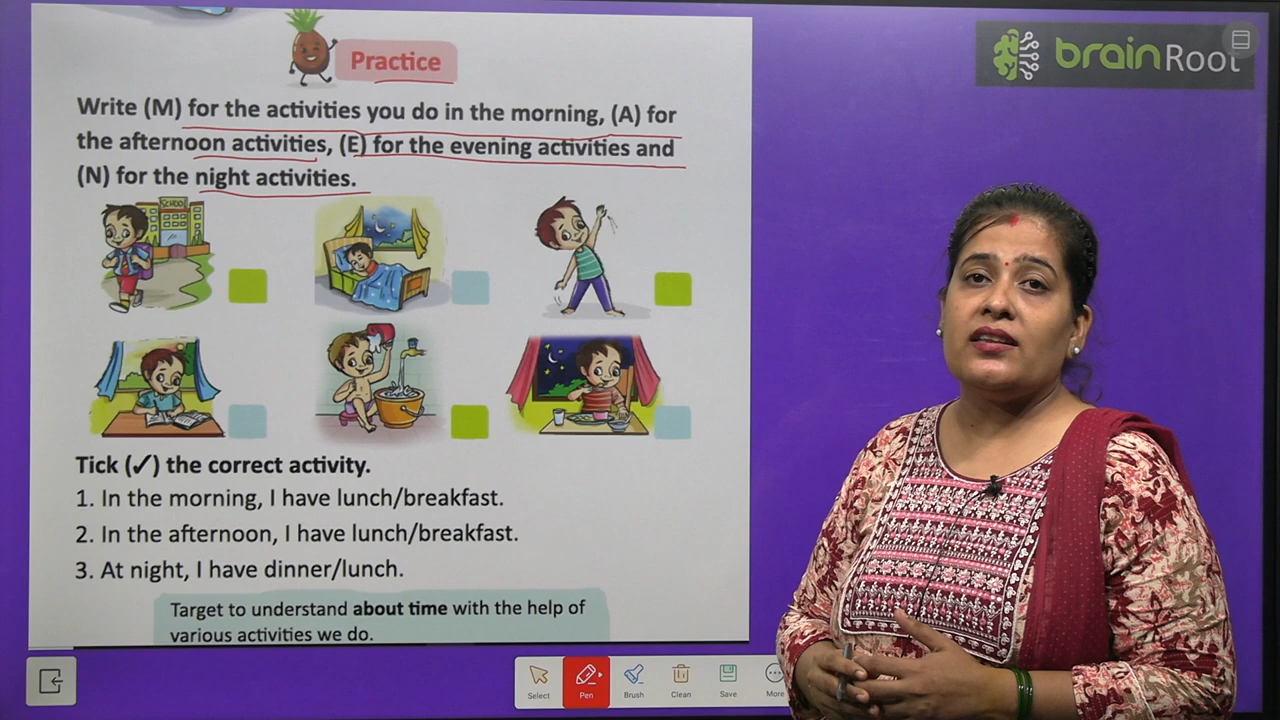 brainRoot
Practice
Write (M) for the activities you do in the morning, (A) for
the afternoon activities, (E) for the evening activities and
(N) for the night activities.
SCHOOL
Tick (✓) the correct activity.
1. In the morning, I have lunch/breakfast.
2. In the afternoon, I have lunch/breakfast.
3. At night, I have dinner/lunch.
Target to understand about time with the help of
various activities we do.
Select
Pen
Brush
Clean
Save
More